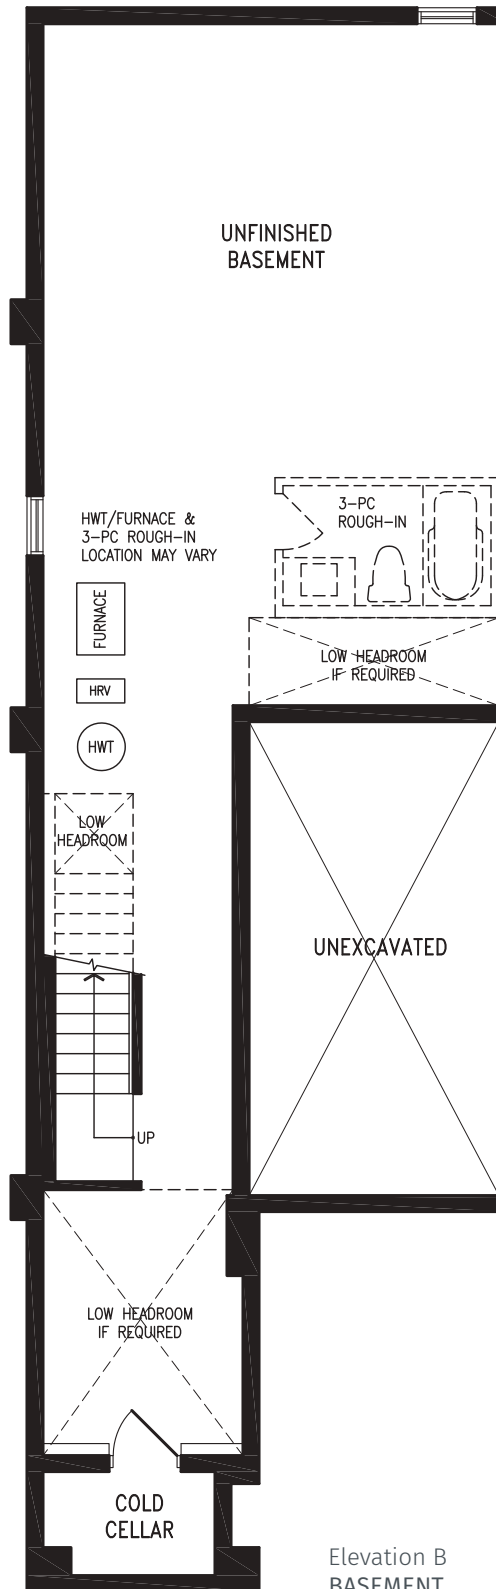 UNFINISHED
BASEMENT
3-PC
ROUGH-IN
HWT/FURNACE &
3-PC ROUGH-IN
LOCATION MAY VARY
FURNACE
LOW HEADROOM
IF REQUIRED
HRV
HWT
LOW
HEADROOM
UNEXCAVATED
UP
LOW HEADROOM
IF REQUIRED
COLD
CELLAR
Elevation B
BASEMENT